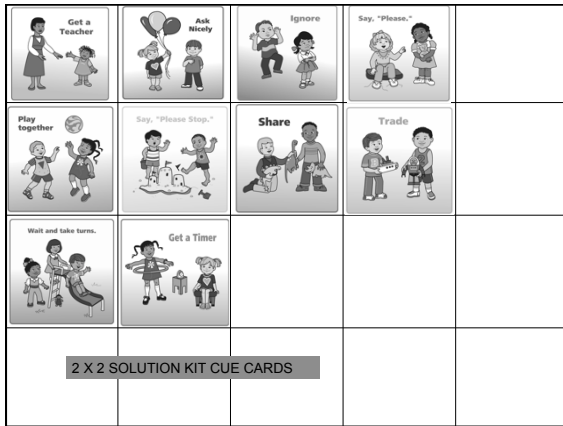 Get a
Teacher
Ask
Nicely
Ignore
Say, "Please."
Play
together
Say, "Please Stop."
Share
Trade
Wait and take turns.
Get a Timer
2 X 2 SOLUTION KIT CUE CARDS